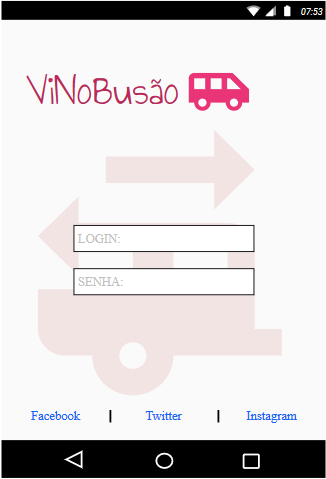 07:53
ViNoBusão
LOGIN:
SENHA:
Facebook | Twitter | Instagram